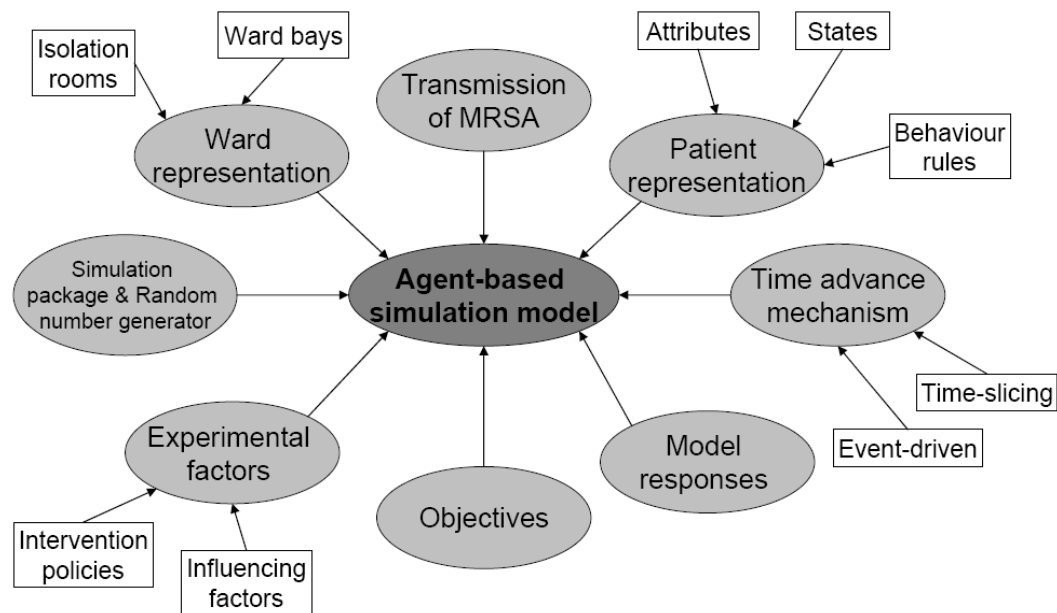 Isolation
rooms
Ward bays
Attributes
States
Transmission
of MRSA
Ward
representation
Patient
representation
Behaviour
rules
Simulation
package & Random
number generator
Agent-based
simulation model
Time advance
mechanism
Time-slicing
Event-driven
Experimental
factors
Model
responses
Objectives
Intervention
policies
Influencing
factors